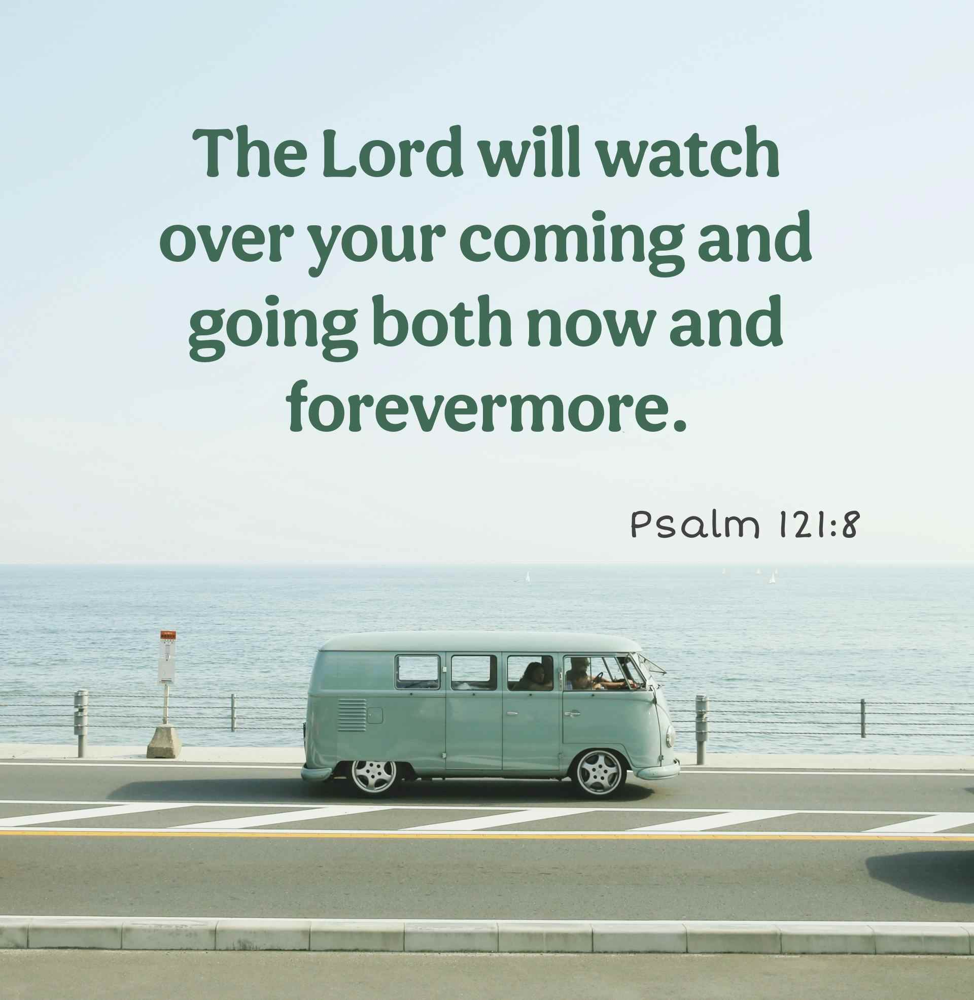 The Lord will watch
over your coming and
going both now and
forevermore.
Psalm 121:8